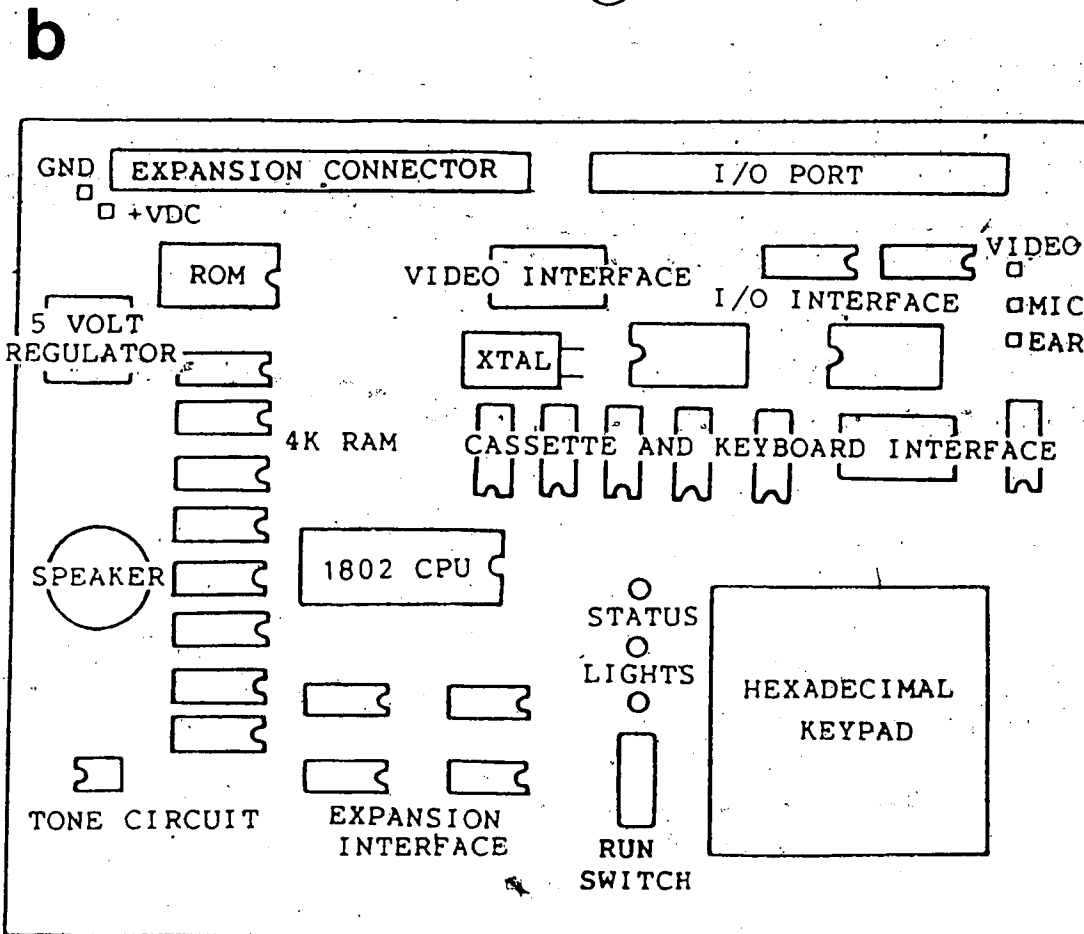 b
GND
EXPANSION CONNECTOR
I/O PORT
+VDC
ROM
VIDEO INTERFACE
VIDEO
I/O INTERFACE
MIC
5 VOLT
REGULATOR
XTAL
EAR
4K RAM
CASSETTE AND KEYBOARD INTERFACE
SPEAKER
1802 CPU
STATUS
LIGHTS
HEXADECIMAL
KEYPAD
TONE CIRCUIT
EXPANSION
INTERFACE
RUN
SWITCH